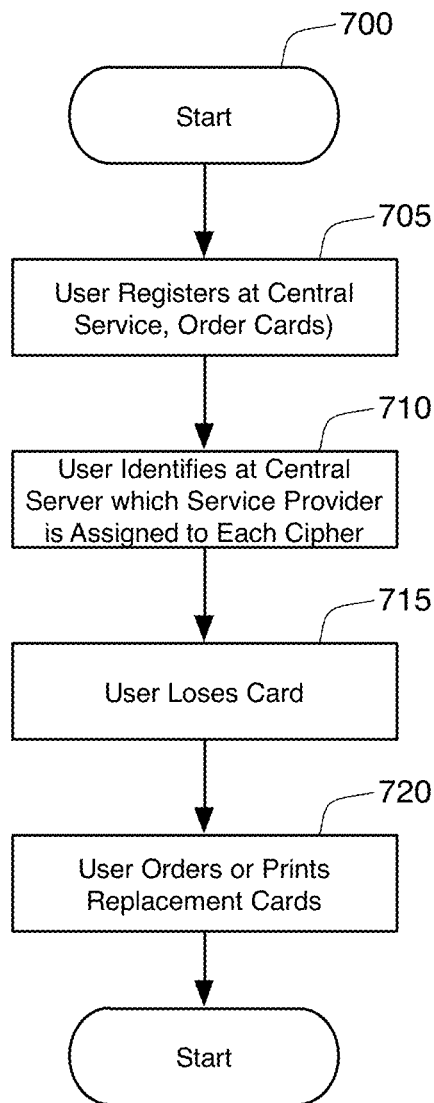 700
Start
705
User Registers at Central
Service, Order Cards)
710
User Identifies at Central
Server which Service Provider
is Assigned to Each Cipher
715
User Loses Card
720
User Orders or Prints
Replacement Cards
Start